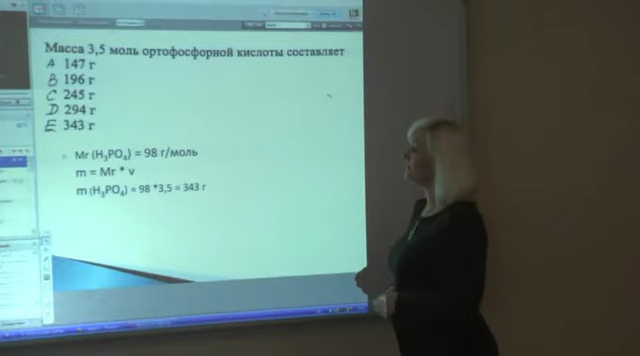 Масса 3,5 моль ортофосфорной кислоты составляет
A 147 г
B 196 г
C 245 г
D 294 г
E 343 г
Mr (H₃PO₄) = 98 г/моль
m = Mr * ν
m (H₃PO₄) = 98 *3,5 = 343 г